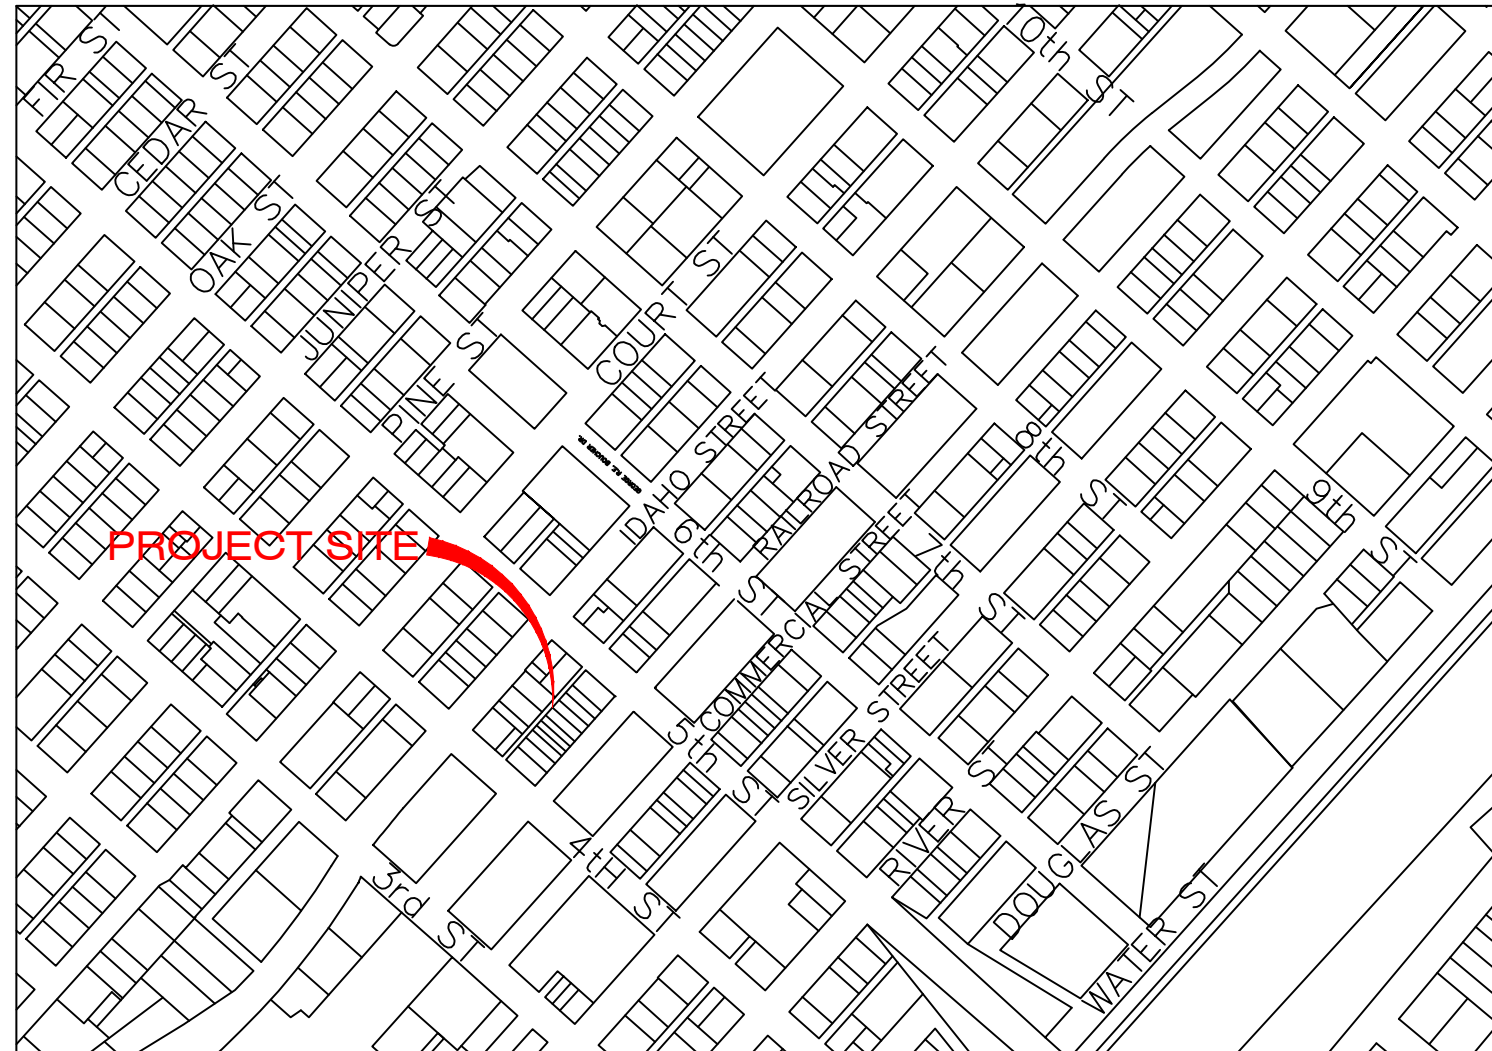 10th ST
FIR ST
CEDAR ST
OAK ST
JUNIPER ST
PINE ST
COURT ST
IDAHO STREET
RAILROAD STREET
COMMERCIAL STREET
SILVER STREET
RIVER ST
DOUGLAS ST
WATER ST
9th ST
8th ST
7th ST
6th ST
5th ST
4th ST
3rd ST
PROJECT SITE